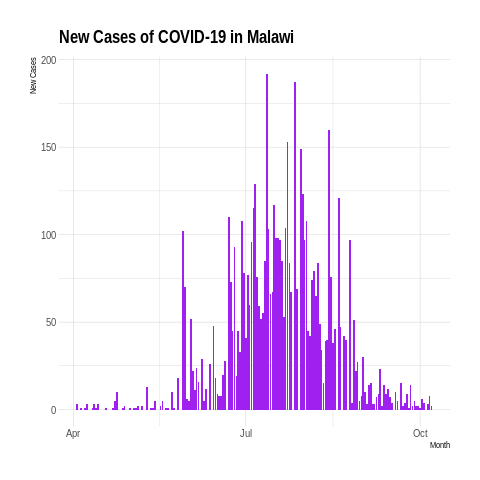 New Cases of COVID-19 in Malawi
New Cases
200
150
100
50
0
Apr
Jul
Oct
Month